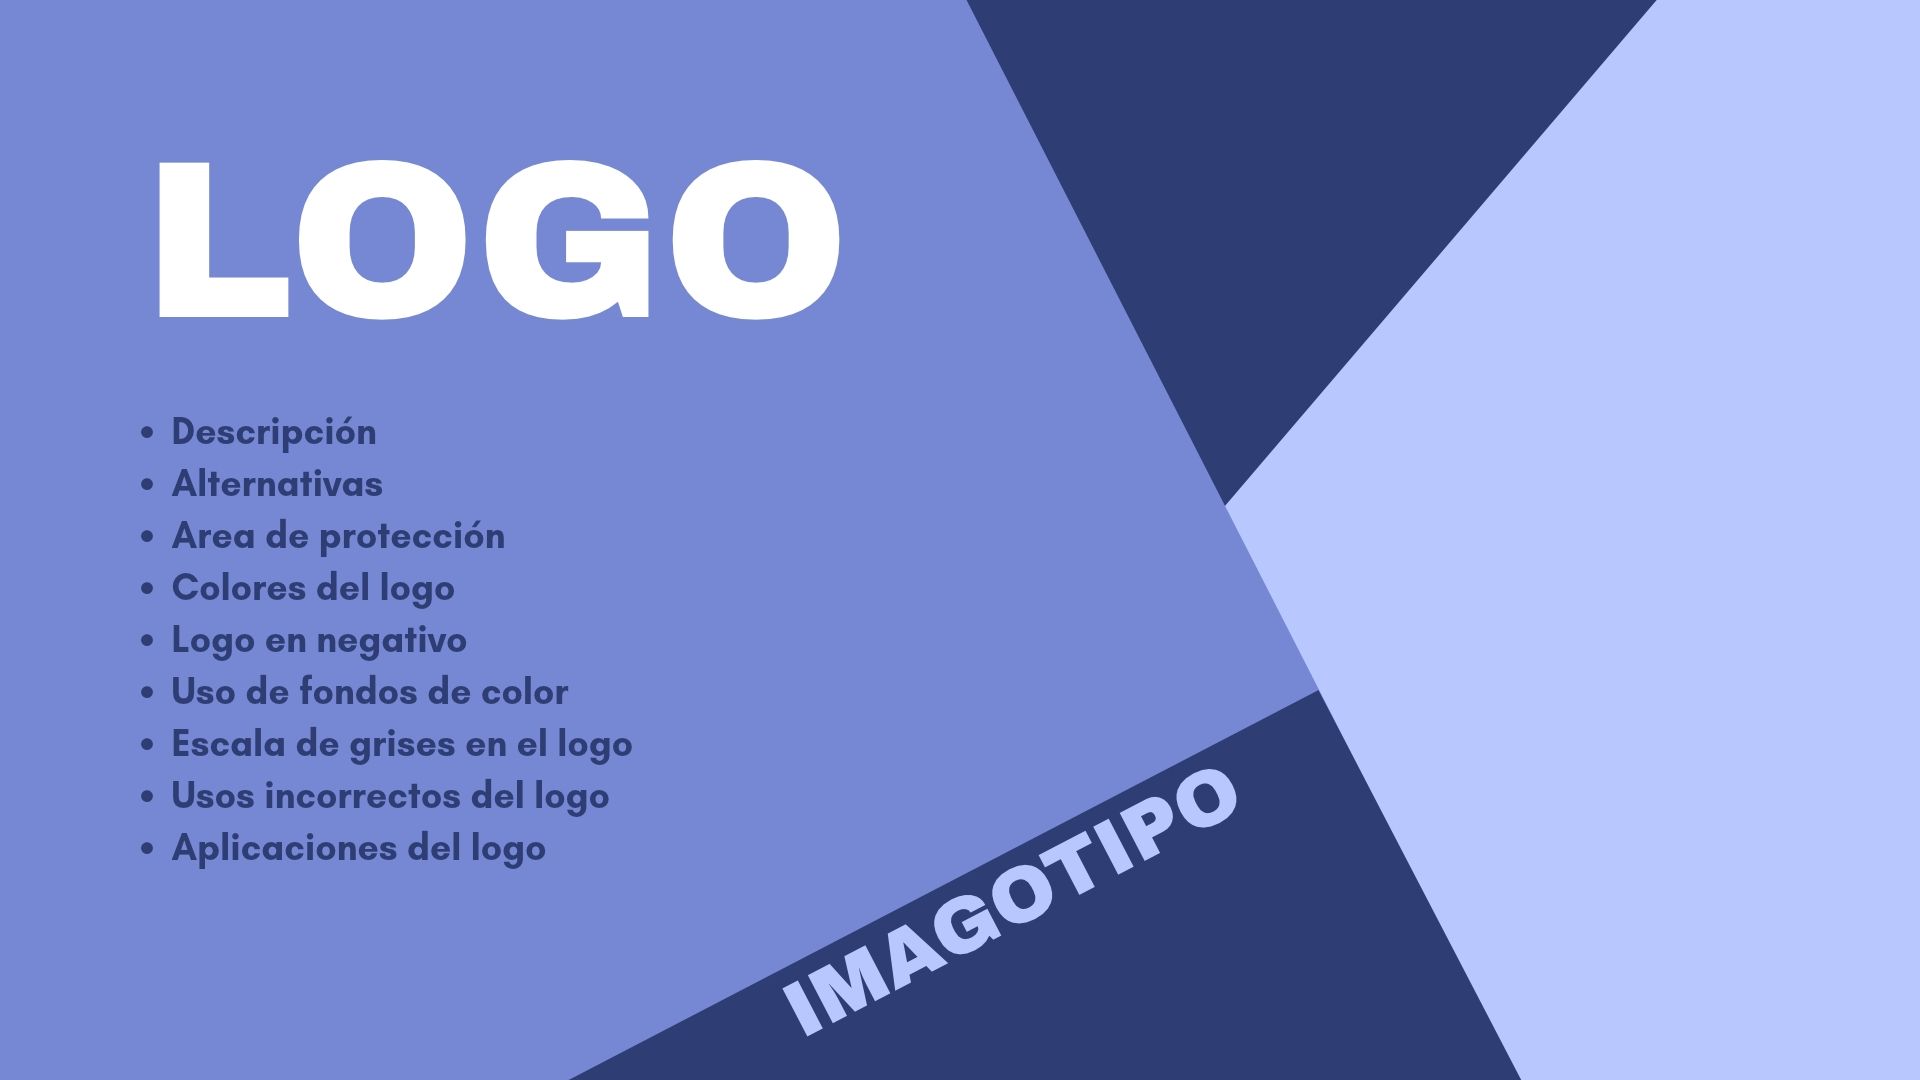 LOGO
• Descripción
• Alternativas
• Area de protección
• Colores del logo
• Logo en negativo
• Uso de fondos de color
• Escala de grises en el logo
• Usos incorrectos del logo
• Aplicaciones del logo
IMAGOTIPO